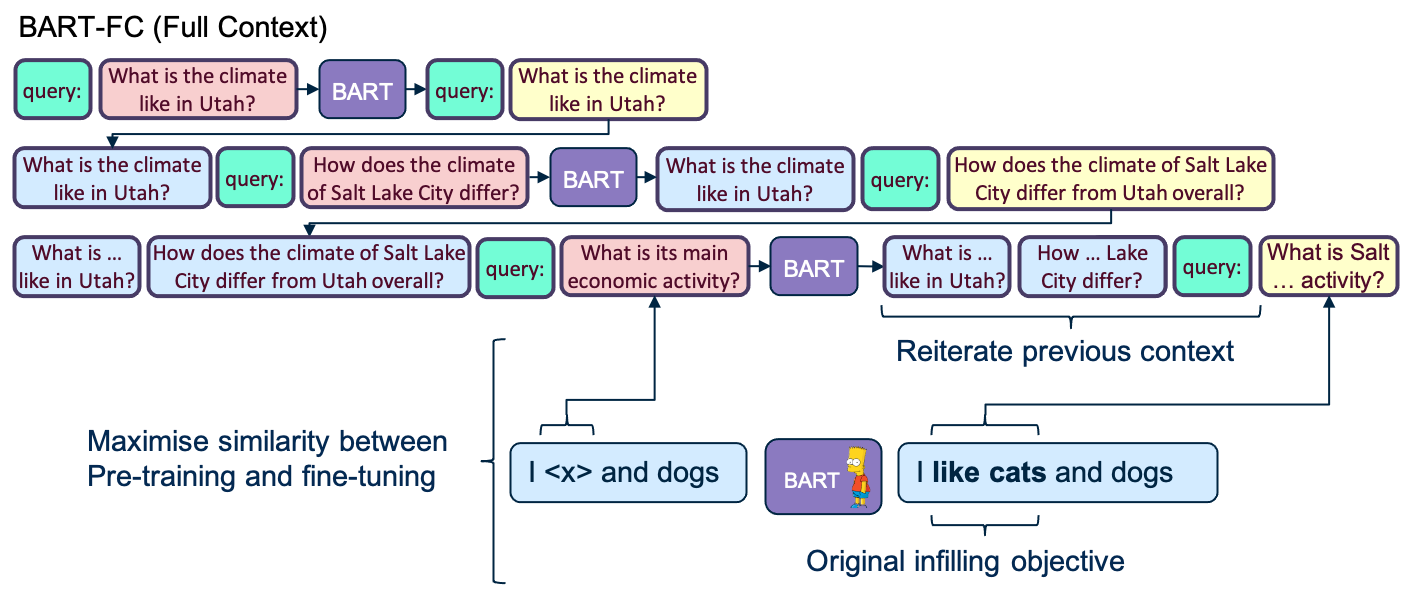 BART-FC (Full Context)
query:
What is the climate
like in Utah?
BART
query:
What is the climate
like in Utah?
What is the climate
like in Utah?
query:
How does the climate
of Salt Lake City differ?
BART
What is the climate
like in Utah?
query:
How does the climate of Salt Lake
City differ from Utah overall?
What is ...
like in Utah?
How does the climate of Salt Lake
City differ from Utah overall?
query:
What is its main
economic activity?
BART
What is ...
like in Utah?
How ... Lake
City differ?
query:
What is Salt
... activity?
Reiterate previous context
Maximise similarity between
Pre-training and fine-tuning
I <x> and dogs
BART
I like cats and dogs
Original infilling objective